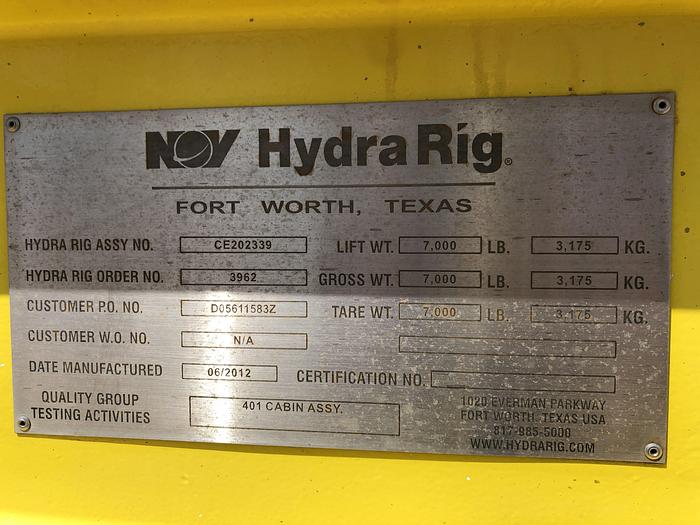 NOV Hydra Rig®
FORT WORTH, TEXAS
HYDRA RIG ASSY NO. CE202339 LIFT WT. 7,000 LB. 3,175 KG.
HYDRA RIG ORDER NO. 3962 GROSS WT. 7,000 LB. 3,175 KG.
CUSTOMER P.O. NO. D05611583Z TARE WT. 7,000 LB. 3,175 KG.
CUSTOMER W.O. NO. N/A
DATE MANUFACTURED 06/2012 CERTIFICATION NO.
QUALITY GROUP
TESTING ACTIVITIES
401 CABIN ASSY.
1020 EVERMAN PARKWAY
FORT WORTH, TEXAS USA
817-985-5000
WWW.HYDRARIG.COM